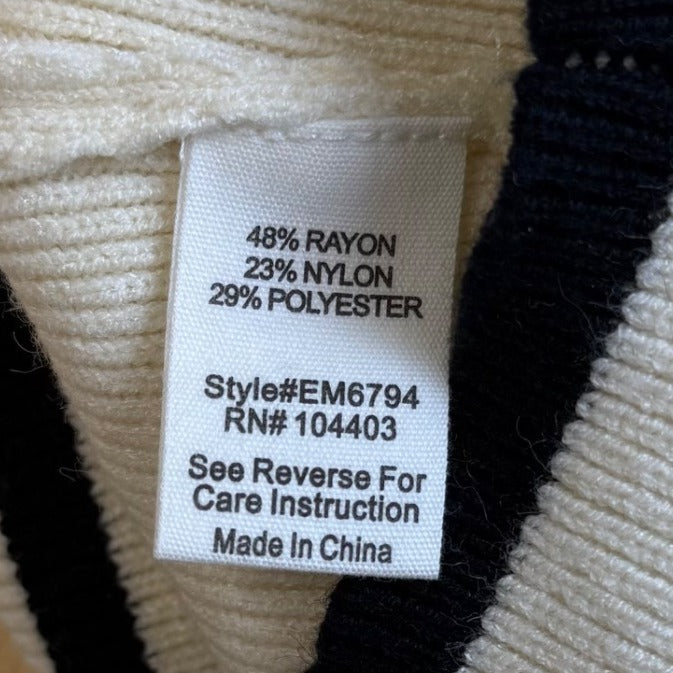 48% RAYON
23% NYLON
29% POLYESTER
Style#EM6794
RN# 104403
See Reverse For
Care Instruction
Made In China